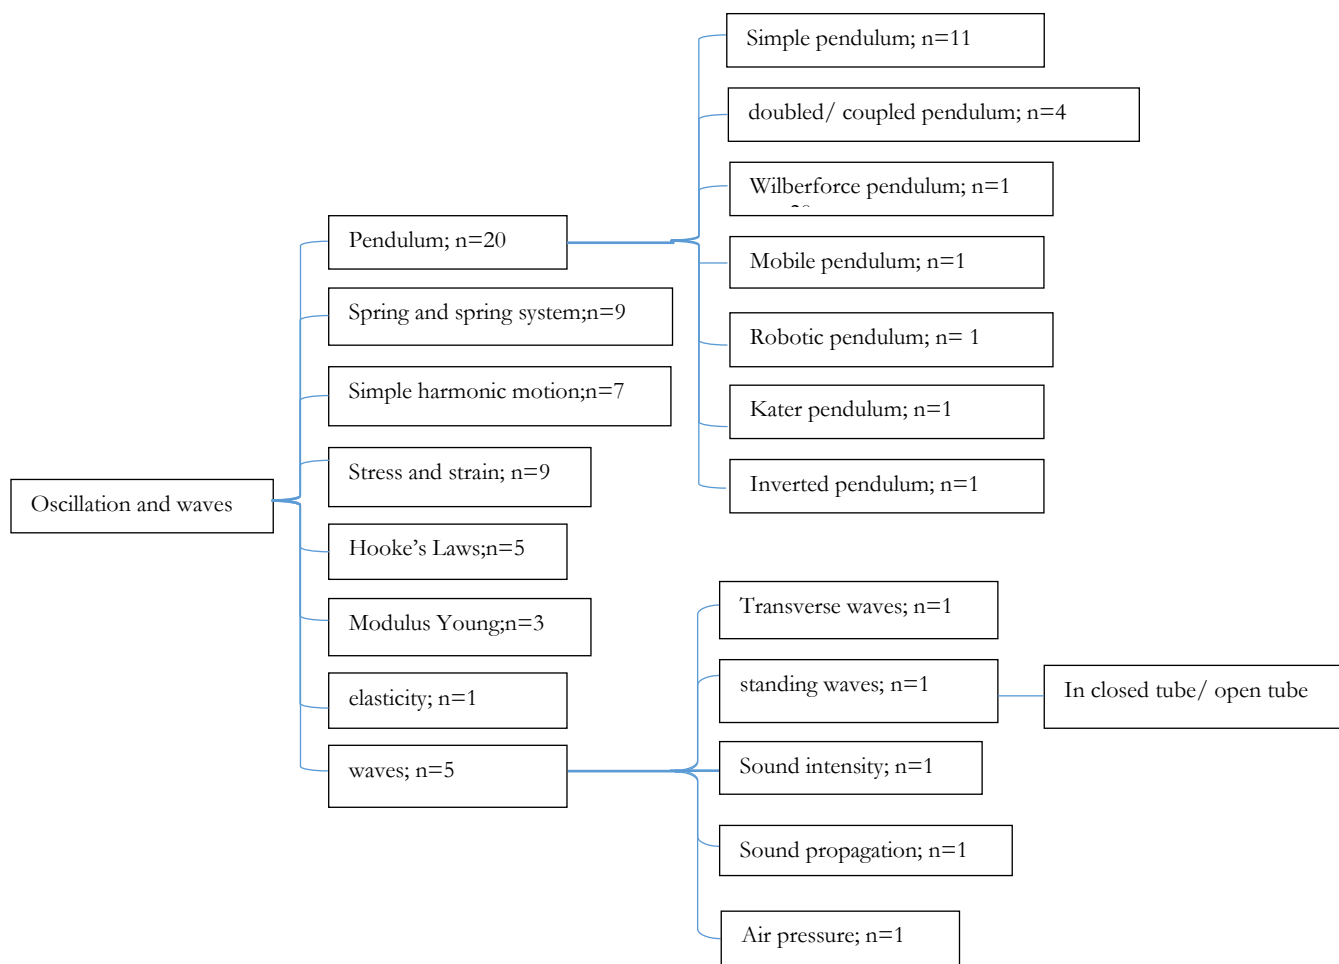 Oscillation and waves
Pendulum; n=20
Spring and spring system;n=9
Simple harmonic motion;n=7
Stress and strain; n=9
Hooke’s Laws;n=5
Modulus Young;n=3
elasticity; n=1
waves; n=5
Simple pendulum; n=11
doubled/ coupled pendulum; n=4
Wilberforce pendulum; n=1
Mobile pendulum; n=1
Robotic pendulum; n= 1
Kater pendulum; n=1
Inverted pendulum; n=1
Transverse waves; n=1
standing waves; n=1
In closed tube/ open tube
Sound intensity; n=1
Sound propagation; n=1
Air pressure; n=1